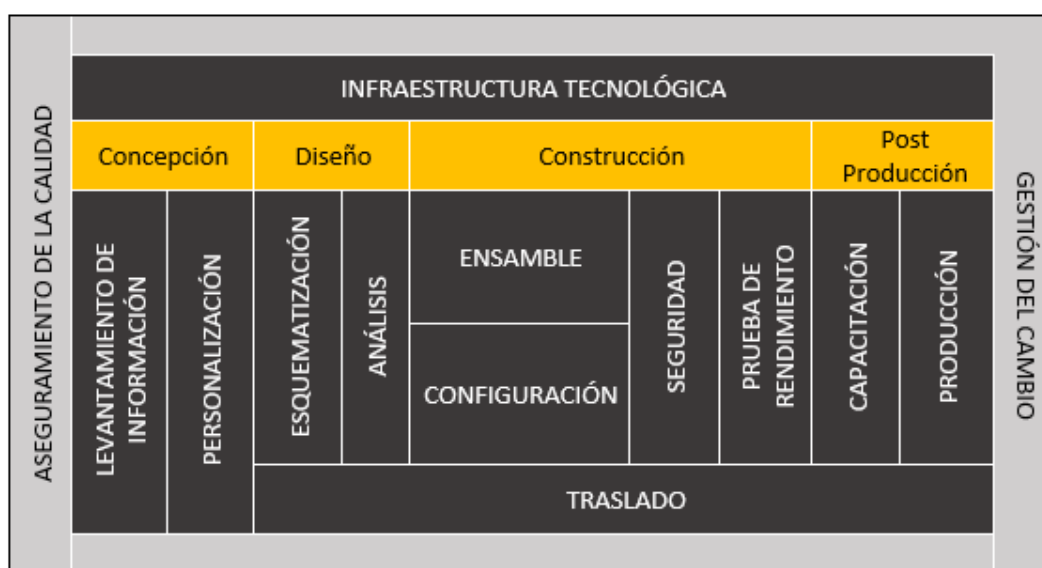 ASEGURAMIENTO DE LA CALIDAD
INFRAESTRUCTURA TECNOLÓGICA
Concepción
Diseño
Construcción
Post
Producción
LEVANTAMIENTO DE
INFORMACIÓN
PERSONALIZACIÓN
ESQUEMATIZACIÓN
ANÁLISIS
ENSAMBLE
CONFIGURACIÓN
SEGURIDAD
PRUEBA DE
RENDIMIENTO
CAPACITACIÓN
PRODUCCIÓN
TRASLADO
GESTIÓN DEL CAMBIO